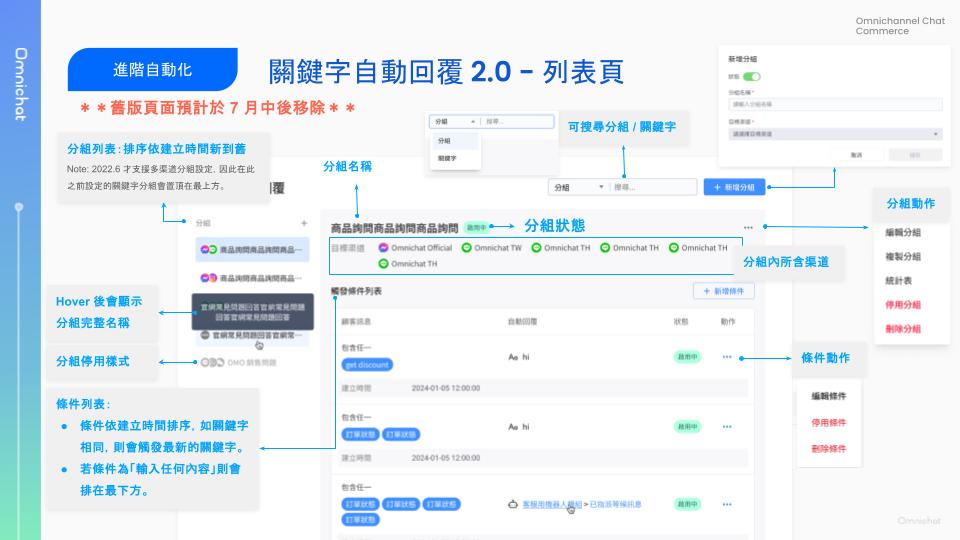 Omnichannel Chat
Commerce
Omnichat
進階自動化
關鍵字自動回覆 2.0 - 列表頁
＊＊舊版頁面預計於 7 月中後移除＊＊
新增分組
狀態
分組名稱 *
請輸入分組名稱
目標渠道 *
請選擇目標渠道
取消
分組
搜尋...
分組
關鍵字
可搜尋分組 / 關鍵字
分組列表：排序依建立時間新到舊
Note: 2022.6 才支援多渠道分組設定, 因此在此
之前設定的關鍵字分組會置頂在最上方。
分組名稱
回覆
分組
搜尋...
+ 新增分組
分組
+
商品詢問商品詢問商品詢問
啟用中
分組狀態
...
分組動作
編輯分組
複製分組
統計表
停用分組
刪除分組
目標渠道
Omnichat Official
Omnichat TW
Omnichat TH
Omnichat TH
Omnichat TH
Omnichat TH
分組內所含渠道
商品詢問商品詢問商品...
商品詢問商品詢問商品...
官網常見問題回答官網常見問
題回答官網常見問題回答
官網常見問題回答官網常...
OMO 銷售問題
Hover 後會顯示
分組完整名稱
分組停用樣式
觸發條件列表
+ 新增條件
顧客訊息
自動回覆
狀態
動作
包含任一
get discount
Aa hi
啟用中
...
建立時間
2024-01-05 12:00:00
條件動作
編輯條件
停用條件
刪除條件
包含任一
訂單狀態
訂單狀態
Aa hi
啟用中
...
建立時間
2024-01-05 12:00:00
包含任一
訂單狀態
訂單狀態
訂單狀態
訂單狀態
客服用機器人模組 > 已指派等候訊息
啟用中
...
條件列表：
● 條件依建立時間排序, 如關鍵字
相同, 則會觸發最新的關鍵字。
● 若條件為「輸入任何內容」則會
排在最下方。
Omnichat